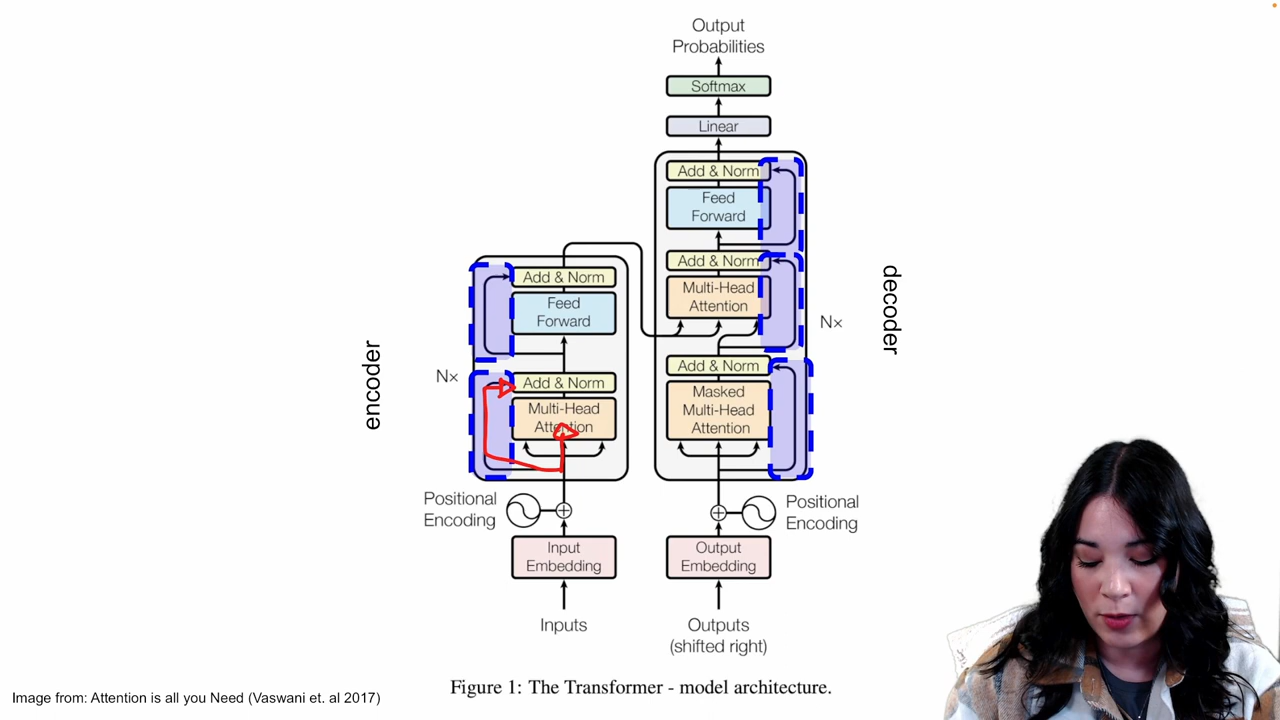 Output
Probabilities
Softmax
Linear
Add & Norm
Feed
Forward
Add & Norm
Multi-Head
Attention
Add & Norm
Masked
Multi-Head
Attention
Nx
decoder
Add & Norm
Feed
Forward
Add & Norm
Multi-Head
Attention
Nx
encoder
Positional
Encoding
Positional
Encoding
Input
Embedding
Output
Embedding
Inputs
Outputs
(shifted right)
Figure 1: The Transformer - model architecture.
Image from: Attention is all you Need (Vaswani et. al 2017)